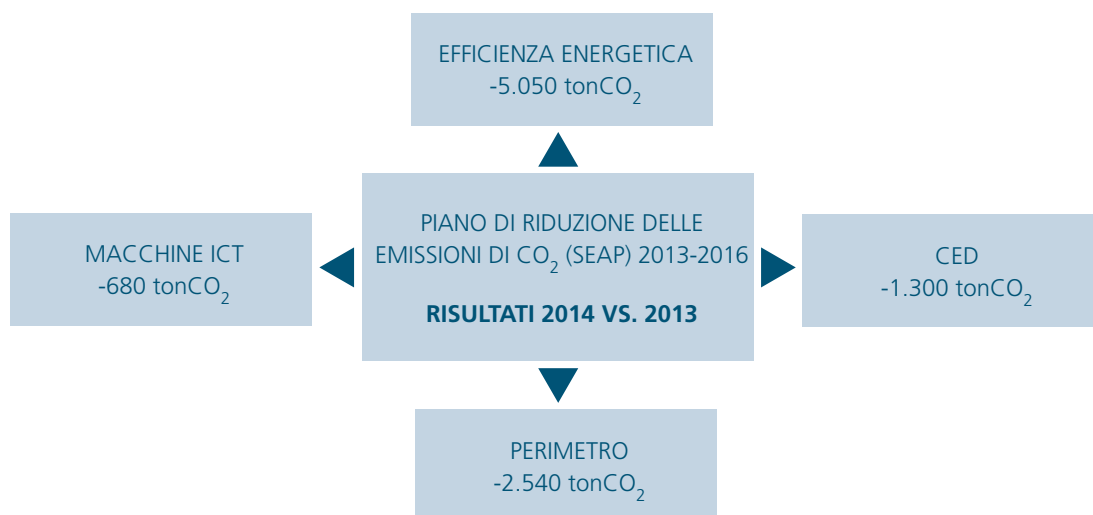 EFFICIENZA ENERGETICA
-5.050 tonCO₂
MACCHINE ICT
-680 tonCO₂
PIANO DI RIDUZIONE DELLE
EMISSIONI DI CO₂ (SEAP) 2013-2016
RISULTATI 2014 VS. 2013
CED
-1.300 tonCO₂
PERIMETRO
-2.540 tonCO₂